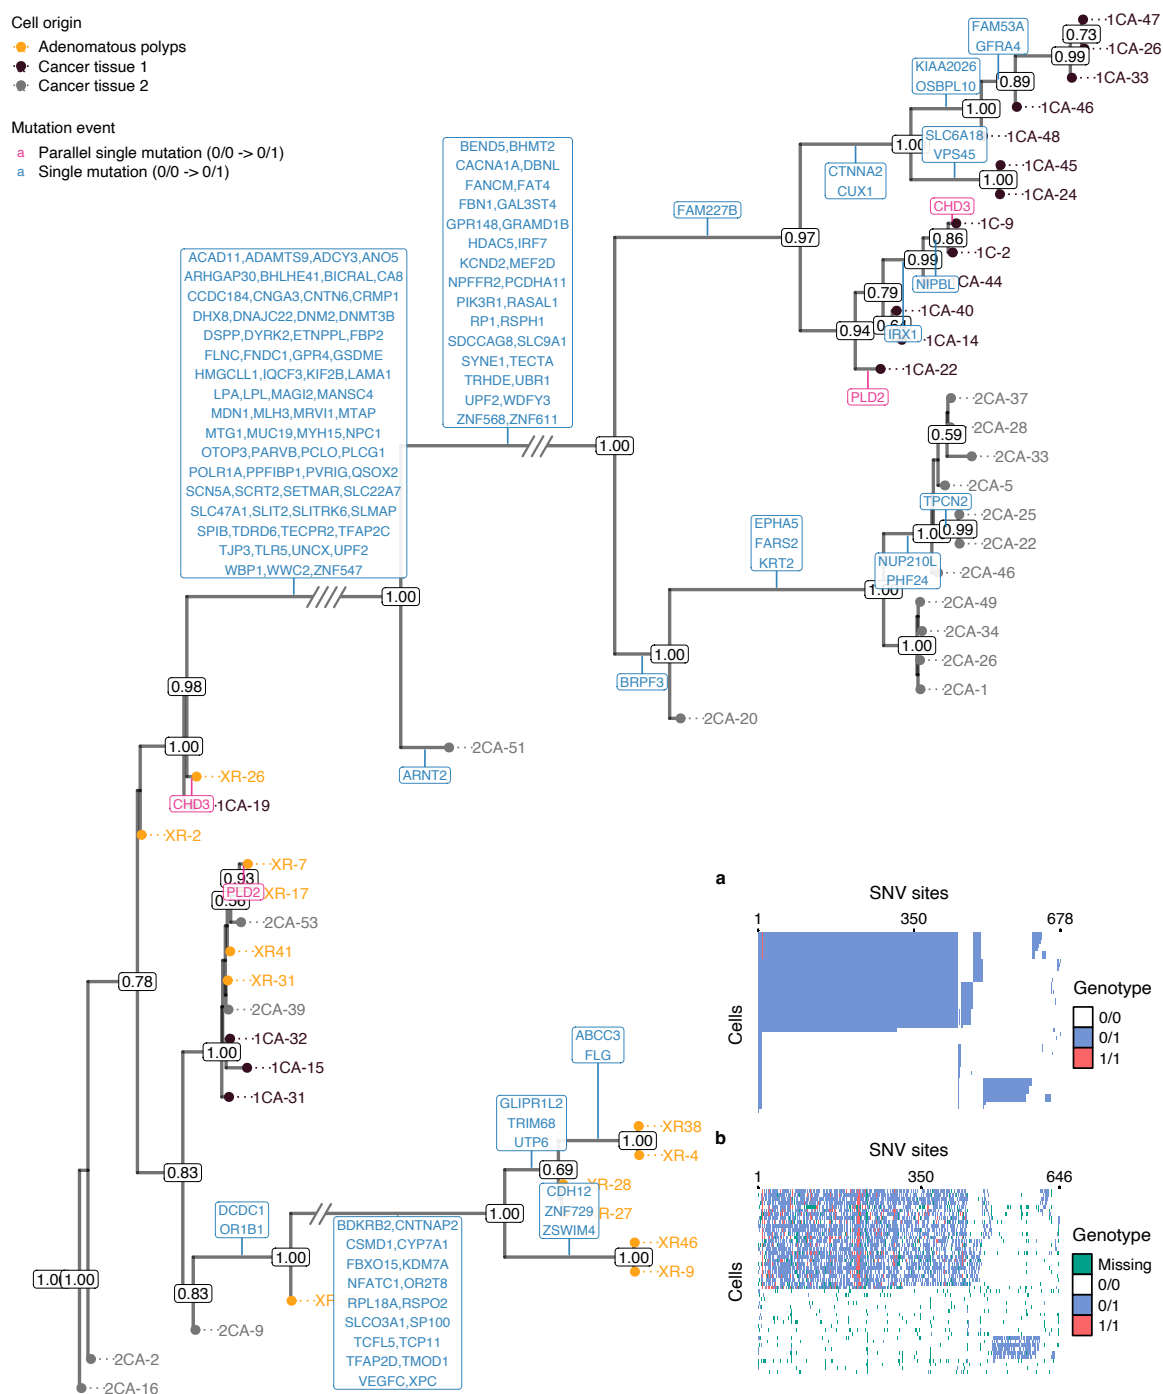 Cell origin
Adenomatous polyps
Cancer tissue 1
Cancer tissue 2
Mutation event
a Parallel single mutation (0/0 -> 0/1)
a Single mutation (0/0 -> 0/1)
1CA-47
0.73
1CA-26
0.99
1CA-33
FAM53A
GFRA4
0.89
1CA-46
KIAA2026
OSBPL10
1.00
1CA-48
SLC6A18
VPS45
1.00
1CA-45
1.00
1CA-24
CTNNA2
CUX1
FAM227B
0.97
CHD3
1C-9
0.86
1C-2
0.99
NIPBL
CA-44
0.79
1CA-40
IRX1
1CA-14
0.94
1CA-22
PLD2
BEND5,BHMT2
CACNA1A,DBNL
FANCM,FAT4
FBN1,GAL3ST4
GPR148,GRAMD1B
HDAC5,IRF7
KCND2,MEF2D
NPFFR2,PCDHA11
PIK3R1,RASAL1
RP1,RSPH1
SDCCAG8,SLC9A1
SYNE1,TECTA
TRHDE,UBR1
UPF2,WDFY3
ZNF568,ZNF611
1.00
ACAD11,ADAMTS9,ADCY3,ANO5
ARHGAP30,BHLHE41,BICRAL,CA8
CCDC184,CNGA3,CNTN6,CRMP1
DHX8,DNAJC22,DNM2,DNMT3B
DSPP,DYRK2,ETNPPL,FBP2
FLNC,FNDC1,GPR4,GSDME
HMGCLL1,IQCF3,KIF2B,LAMA1
LPA,LPL,MAGI2,MANSC4
MDN1,MLH3,MRVI1,MTAP
MTG1,MUC19,MYH15,NPC1
OTOP3,PARVB,PCLO,PLCG1
POLR1A,PPFIBP1,PVRIG,QSOX2
SCN5A,SCRT2,SETMAR,SLC22A7
SLC47A1,SLIT2,SLITRK6,SLMAP
SPIB,TDRD6,TECPR2,TFAP2C
TJP3,TLR5,UNCX,UPF2
WBP1,WWC2,ZNF547
1.00
2CA-37
2CA-28
0.59
2CA-33
2CA-5
TPCN2
2CA-25
0.99
2CA-22
NUP210L
PHF24
2CA-46
EPHA5
FARS2
KRT2
1.00
2CA-49
2CA-34
1.00
2CA-26
2CA-1
1.00
BRPF3
2CA-20
0.98
1.00
2CA-51
ARNT2
XR-26
CHD3
1CA-19
XR-2
XR-7
0.93
PLD2
XR-17
2CA-53
XR41
XR-31
2CA-39
1CA-32
1.00
1CA-15
1CA-31
0.78
0.83
ABCC3
FLG
GLIPR1L2
TRIM68
UTP6
XR38
1.00
XR-4
0.69
XR-28
CDH12
ZNF729
ZSWIM4
R-27
1.00
XR46
1.00
XR-9
DCDC1
OR1B1
1.00
XR
BDKRB2,CNTNAP2
CSMD1,CYP7A1
FBXO15,KDM7A
NFATC1,OR2T8
RPL18A,RSPO2
SLCO3A1,SP100
TCFL5,TCP11
TFAP2D,TMOD1
VEGFC,XPC
1.00
0.83
2CA-9
2CA-2
2CA-16
a
SNV sites
1 350 678
Cells
Genotype
0/0
0/1
1/1
b
SNV sites
1 350 646
Cells
Genotype
Missing
0/0
0/1
1/1